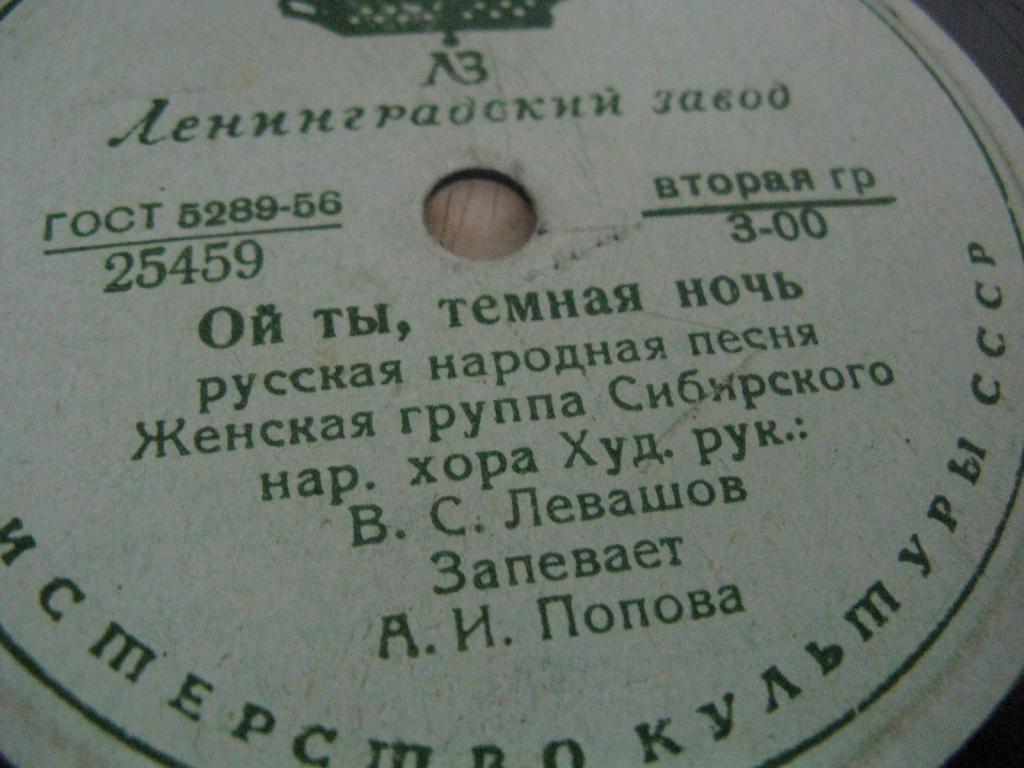 ЛЗ
Ленинградский завод
ГОСТ 5289-56
25459
вторая гр
3-00
Ой ты, темная ночь
русская народная песня
Женская группа Сибирского
нар. хора Худ. рук.:
В. С. Левашов
Запевает
А. И. Попова
ИСТЕРСТВО КУЛЬТУРЫ СССР